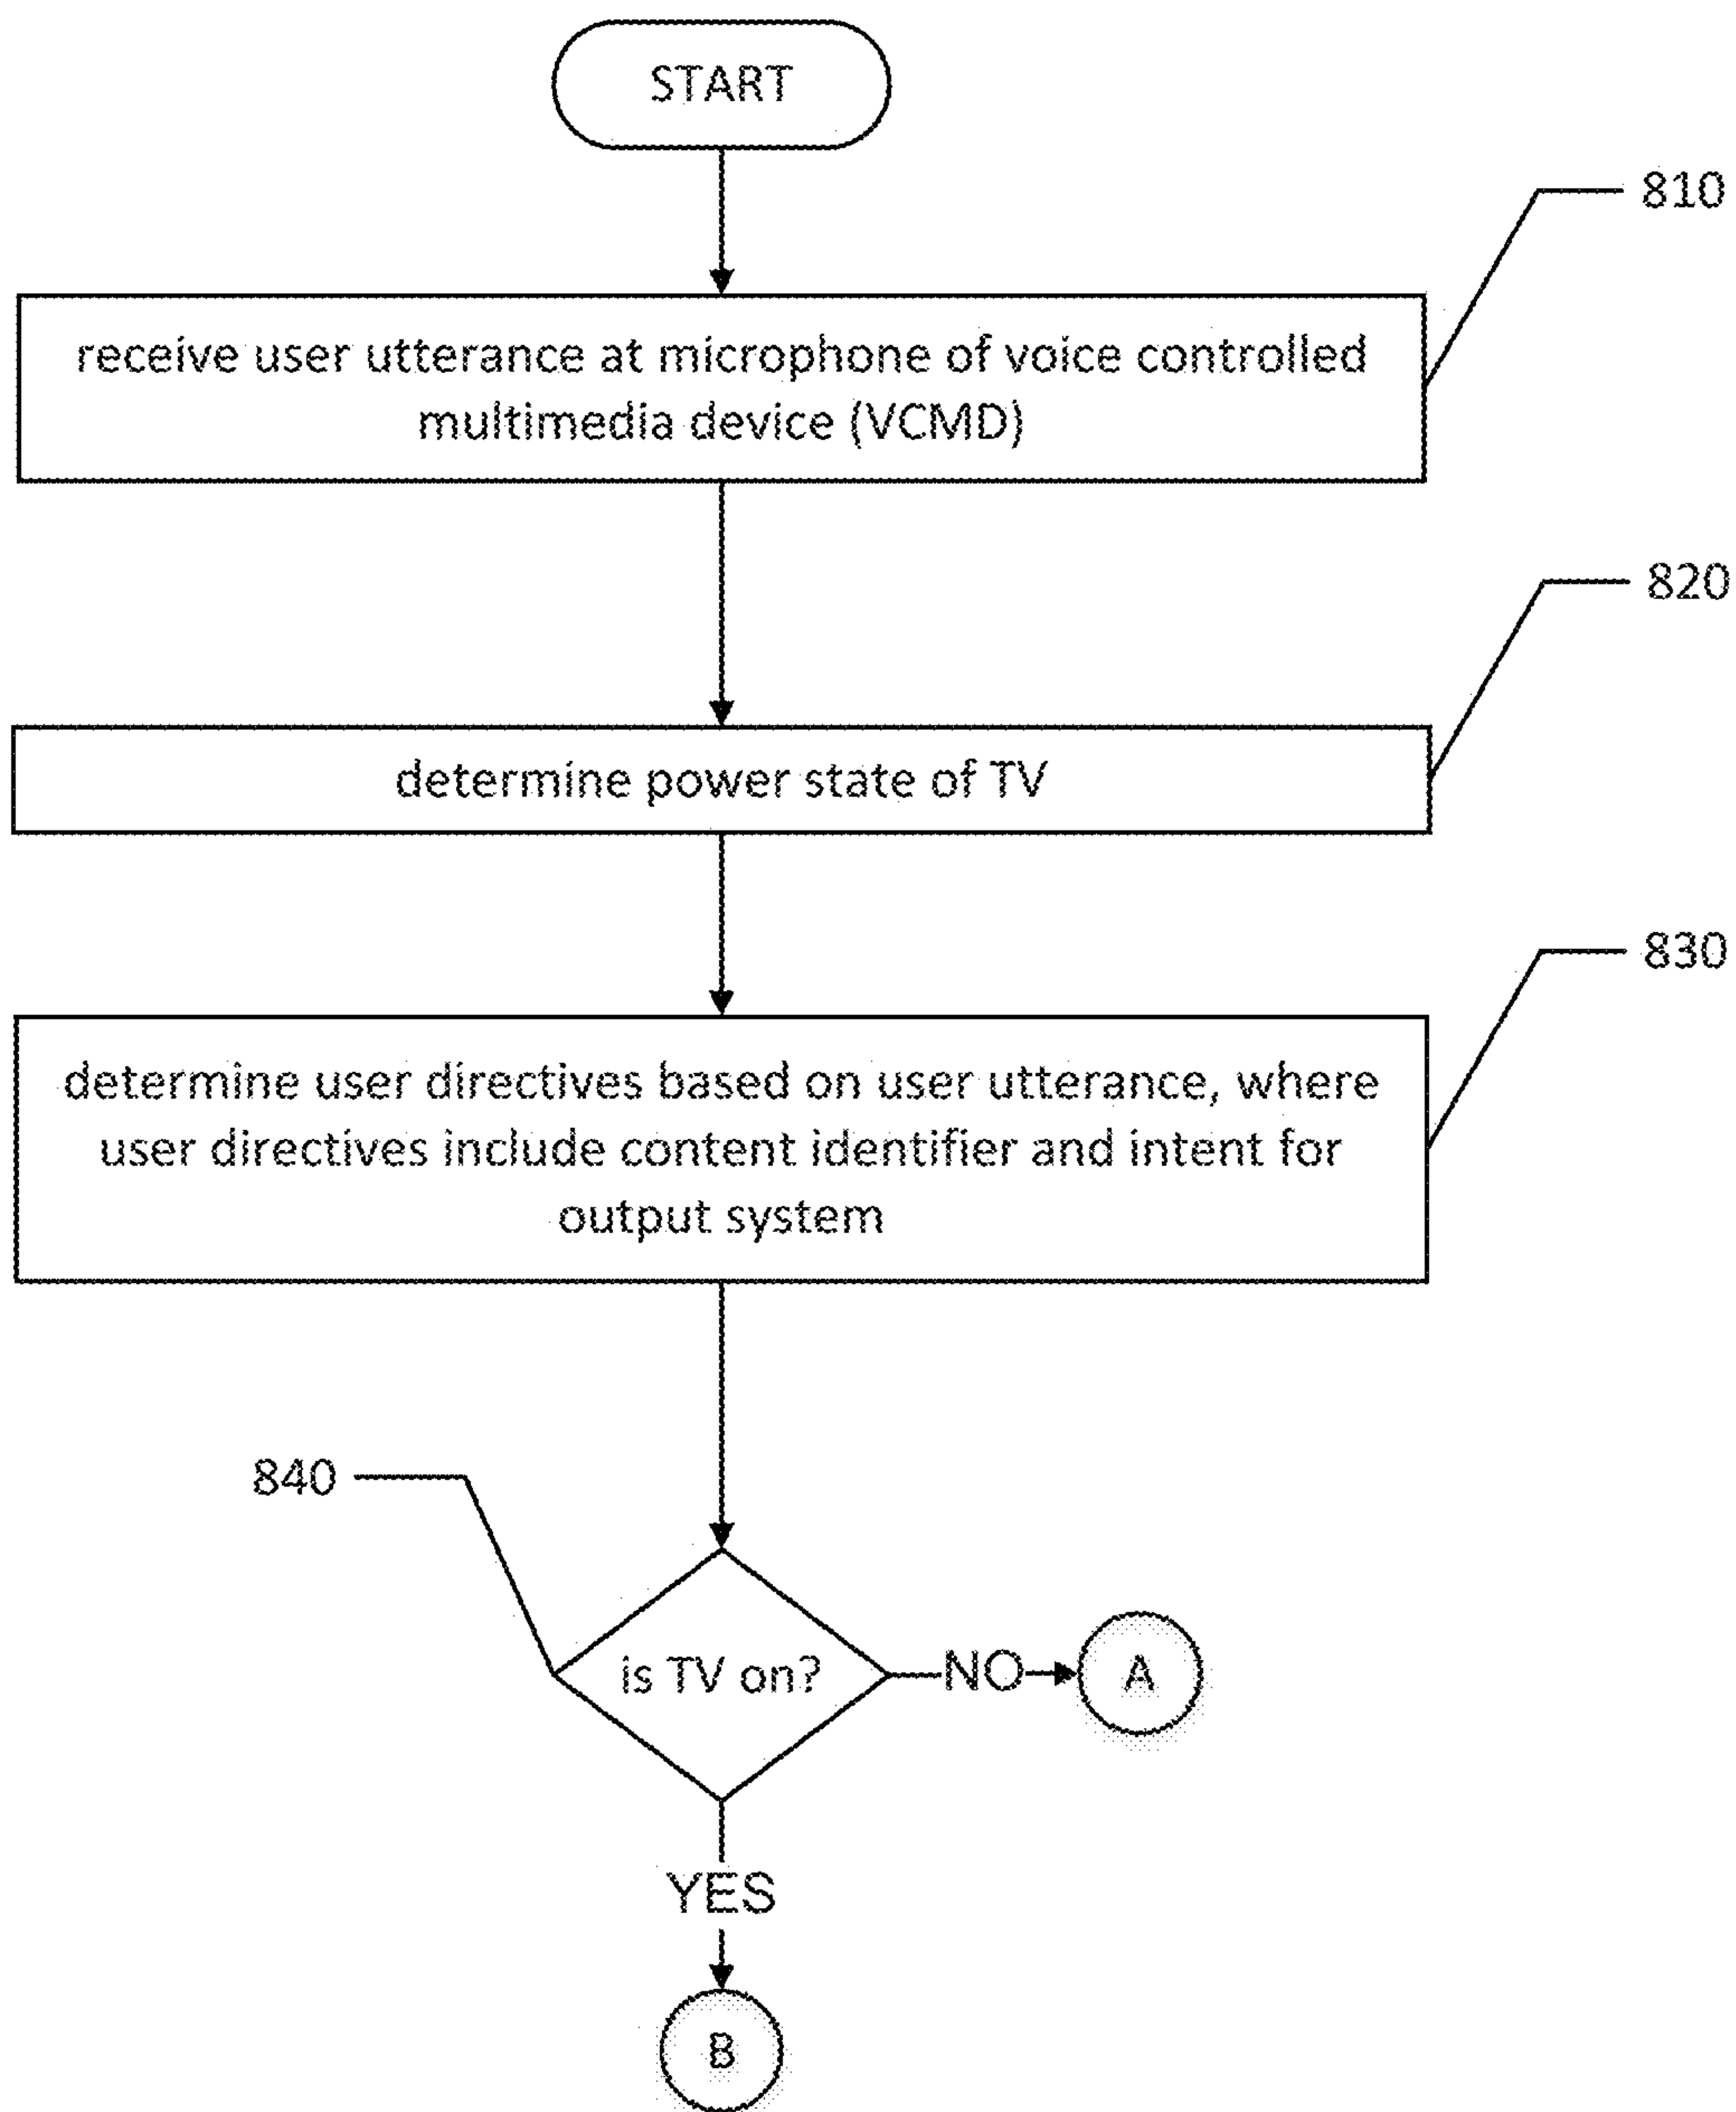 START
810
receive user utterance at microphone of voice controlled
multimedia device (VCMD)
820
determine power state of TV
830
determine user directives based on user utterance, where
user directives include content identifier and intent for
output system
840
is TV on?
NO
A
YES
B